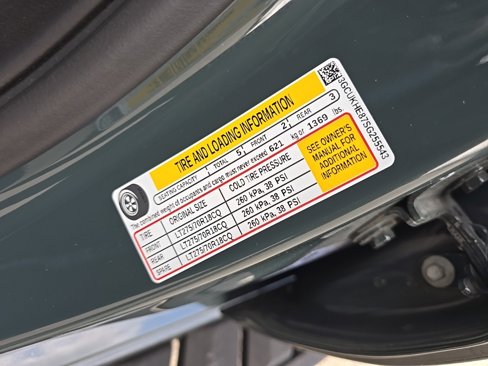 3GCUKHE87SG255543
TIRE AND LOADING INFORMATION
SEATING CAPACITY TOTAL 5 FRONT 2 REAR 3
The combined weight of occupants and cargo must never exceed 621 kg or 1369 lbs.
TIRE ORIGINAL SIZE COLD TIRE PRESSURE
FRONT LT275/70R18CQ 260 kPa, 38 PSI
REAR LT275/70R18CQ 260 kPa, 38 PSI
SPARE LT275/70R18CQ 260 kPa, 38 PSI
SEE OWNER'S
MANUAL FOR
ADDITIONAL
INFORMATION